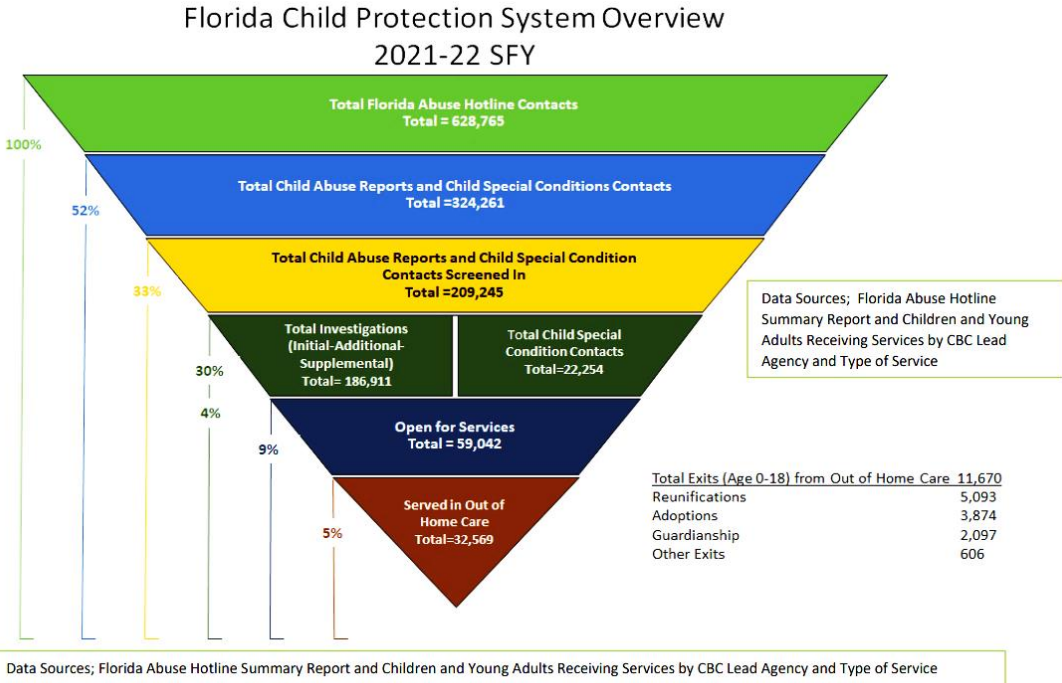 Florida Child Protection System Overview
2021-22 SFY
Total Florida Abuse Hotline Contacts
Total = 628,765
100%
Total Child Abuse Reports and Child Special Conditions Contacts
Total =324,261
52%
Total Child Abuse Reports and Child Special Condition
Contacts Screened In
Total =209,245
33%
Data Sources; Florida Abuse Hotline
Summary Report and Children and Young
Adults Receiving Services by CBC Lead
Agency and Type of Service
Total Investigations
(Initial-Additional-
Supplemental)
Total= 186,911
Total Child Special
Condition Contacts
Total=22,254
30%
4%
Open for Services
Total = 59,042
9%
Served in Out of
Home Care
Total=32,569
5%
Total Exits (Age 0-18) from Out of Home Care 11,670
Reunifications 5,093
Adoptions 3,874
Guardianship 2,097
Other Exits 606
Data Sources; Florida Abuse Hotline Summary Report and Children and Young Adults Receiving Services by CBC Lead Agency and Type of Service